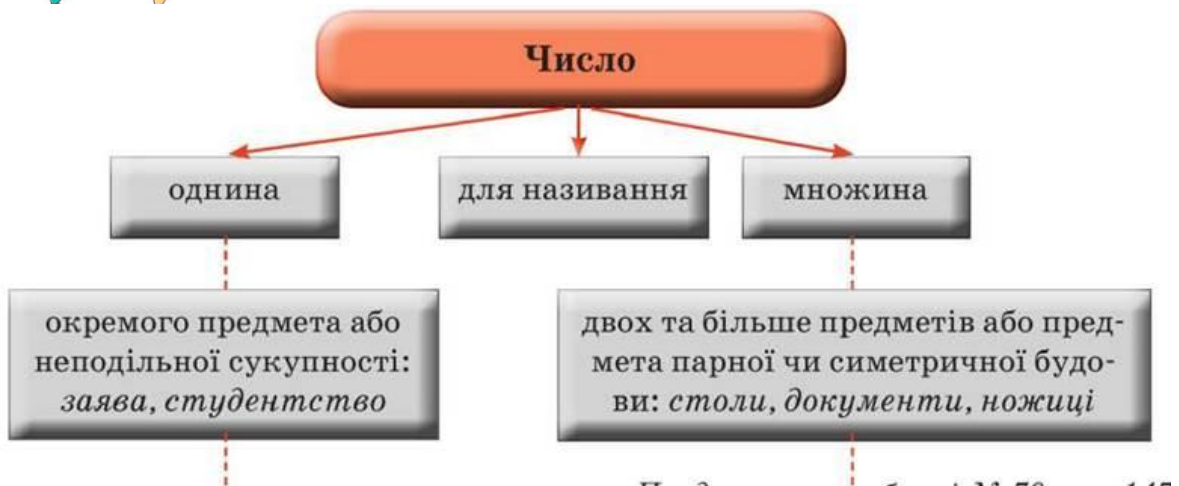 Число
однина
для називання
множина
окремого предмета або
неподільної сукупності:
заява, студентство
двох та більше предметів або пред-
мета парної чи симетричної будо-
ви: столи, документи, ножиці